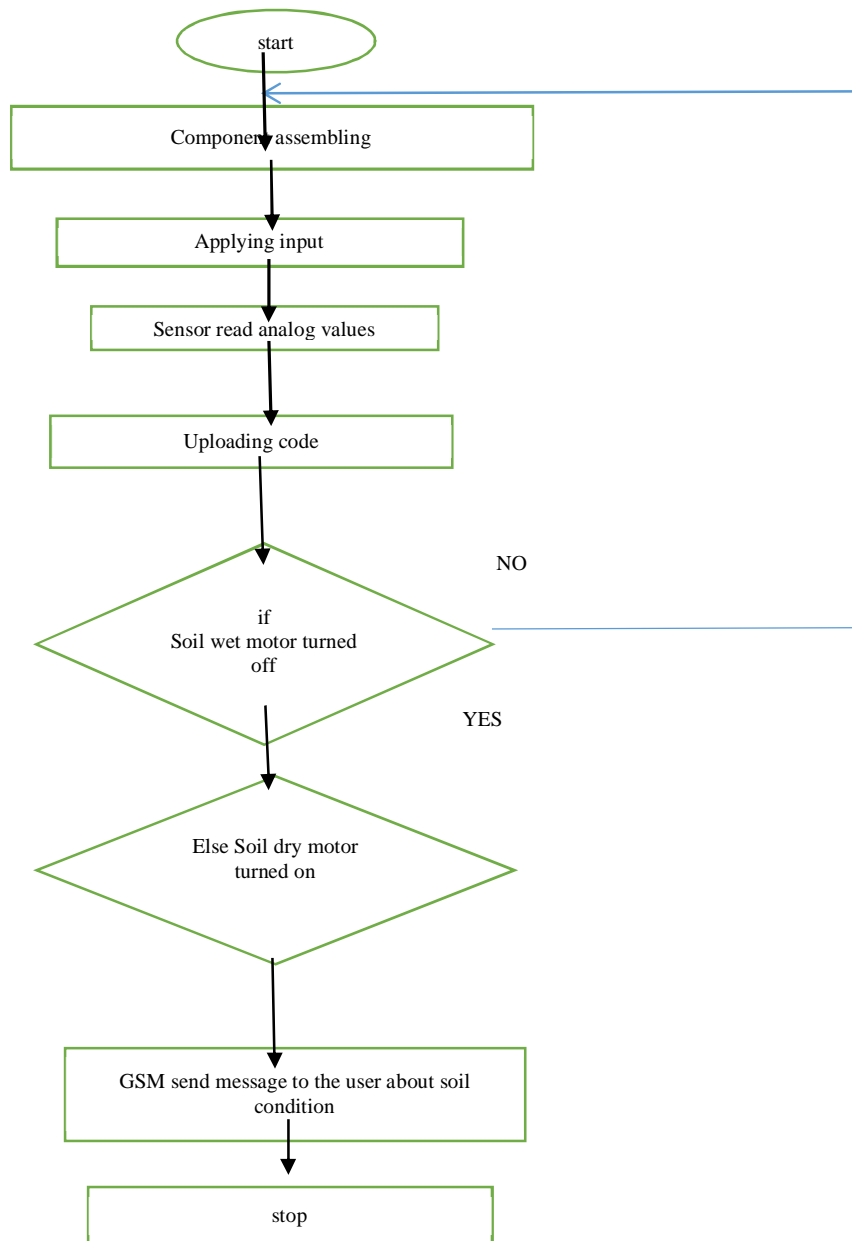 start
Component assembling
Applying input
Sensor read analog values
Uploading code
NO
if
Soil wet motor turned
off
YES
Else Soil dry motor
turned on
GSM send message to the user about soil
condition
stop